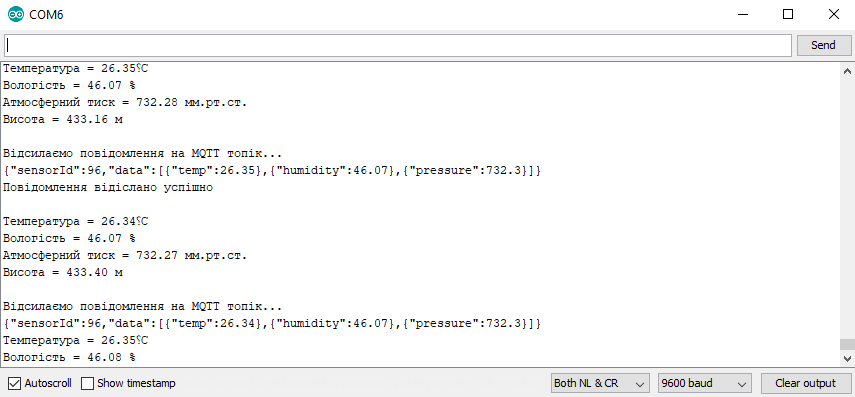 COM6
Send
Температура = 26.35°C
Вологість = 46.07 %
Атмосферний тиск = 732.28 мм.рт.ст.
Висота = 433.16 м
Відсилаємо повідомлення на MQTT топік...
{"sensorId":96,"data":[{"temp":26.35},{"humidity":46.07},{"pressure":732.3}]}
Повідомлення відіслано успішно
Температура = 26.34°C
Вологість = 46.07 %
Атмосферний тиск = 732.27 мм.рт.ст.
Висота = 433.40 м
Відсилаємо повідомлення на MQTT топік...
{"sensorId":96,"data":[{"temp":26.34},{"humidity":46.07},{"pressure":732.3}]}
Температура = 26.35°C
Вологість = 46.08 %
Autoscroll Show timestamp Both NL & CR 9600 baud Clear output